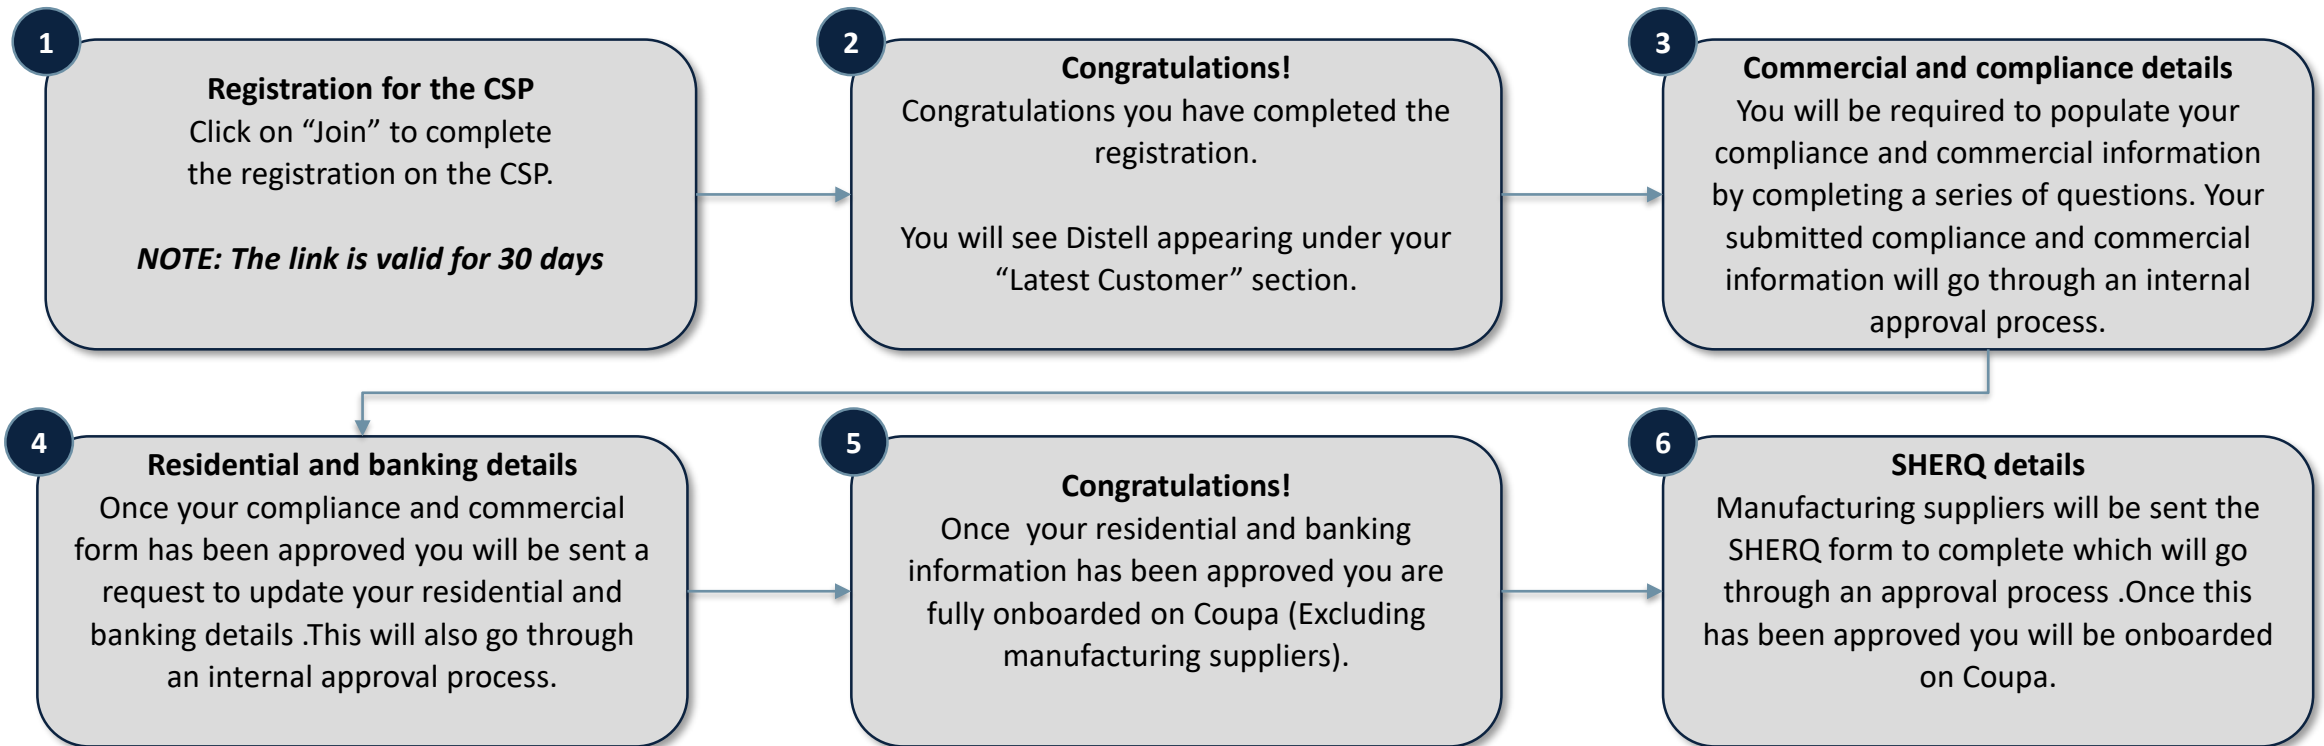 1
Registration for the CSP
Click on “Join” to complete
the registration on the CSP.
NOTE: The link is valid for 30 days
2
Congratulations!
Congratulations you have completed the
registration.
You will see Distell appearing under your
“Latest Customer” section.
3
Commercial and compliance details
You will be required to populate your
compliance and commercial information
by completing a series of questions. Your
submitted compliance and commercial
information will go through an internal
approval process.
4
Residential and banking details
Once your compliance and commercial
form has been approved you will be sent a
request to update your residential and
banking details .This will also go through
an internal approval process.
5
Congratulations!
Once  your residential and banking
information has been approved you are
fully onboarded on Coupa (Excluding
manufacturing suppliers).
6
SHERQ details
Manufacturing suppliers will be sent the
SHERQ form to complete which will go
through an approval process .Once this
has been approved you will be onboarded
on Coupa.